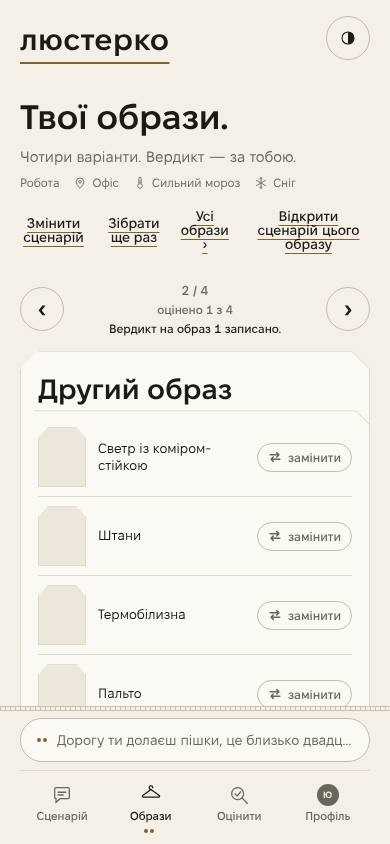 люстерко
Твої образи.
Чотири варіанти. Вердикт — за тобою.
Робота Офіс Сильний мороз Сніг
Змінити
сценарій
Зібрати
ще раз
Усі
образи
›
Відкрити
сценарій цього
образу
‹
2 / 4
оцінено 1 з 4
Вердикт на образ 1 записано.
›
Другий образ
Светр із коміром-
стійкою
замінити
Штани
замінити
Термобілизна
замінити
Пальто
замінити
Дорогу ти долаєш пішки, це близько двадц...
Сценарій
Образи
Оцінити
Ю
Профіль